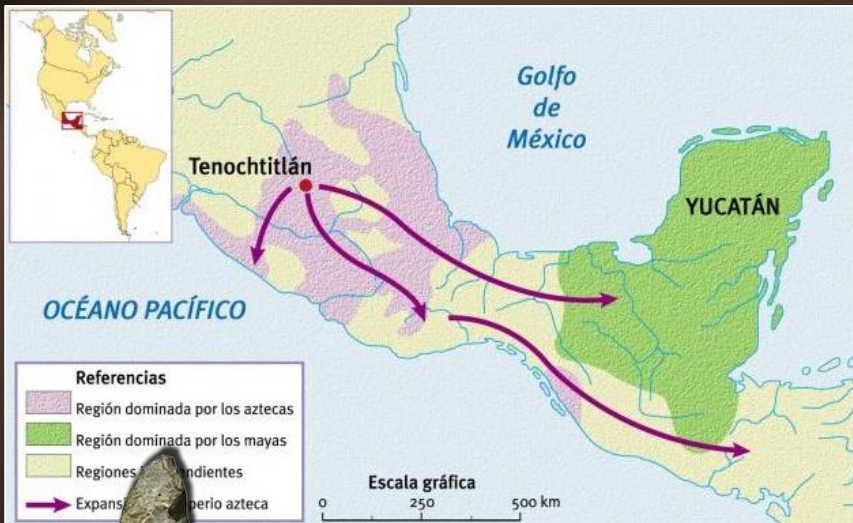 Golfo
de
México
Tenochtitlán
YUCATÁN
OCÉANO PACÍFICO
Referencias
Región dominada por los aztecas
Región dominada por los mayas
Regiones
Escala gráfica
0 250 500 km
azteca